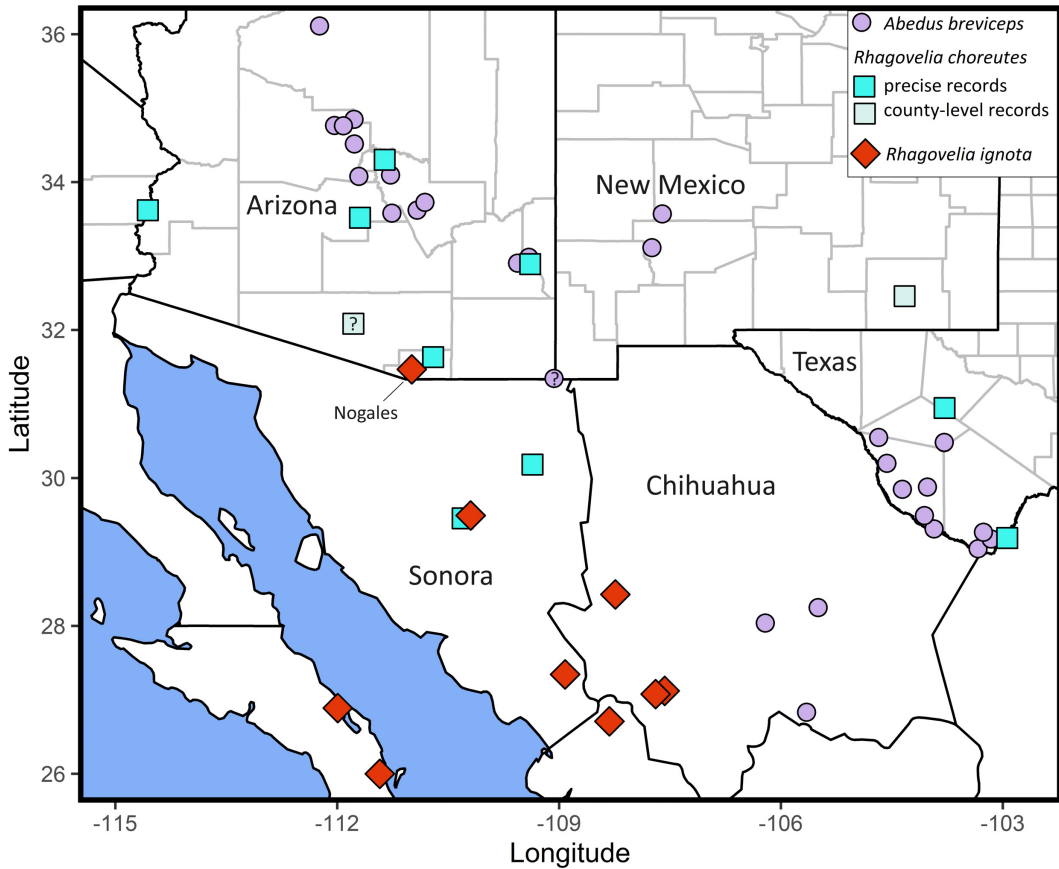 Abedus breviceps
Rhagovelia choreutes
precise records
county-level records
Rhagovelia ignota
36
34
32
30
28
26
Latitude
Arizona
New Mexico
?
Texas
?
Nogales
Chihuahua
Sonora
-115
-112
-109
-106
-103
Longitude